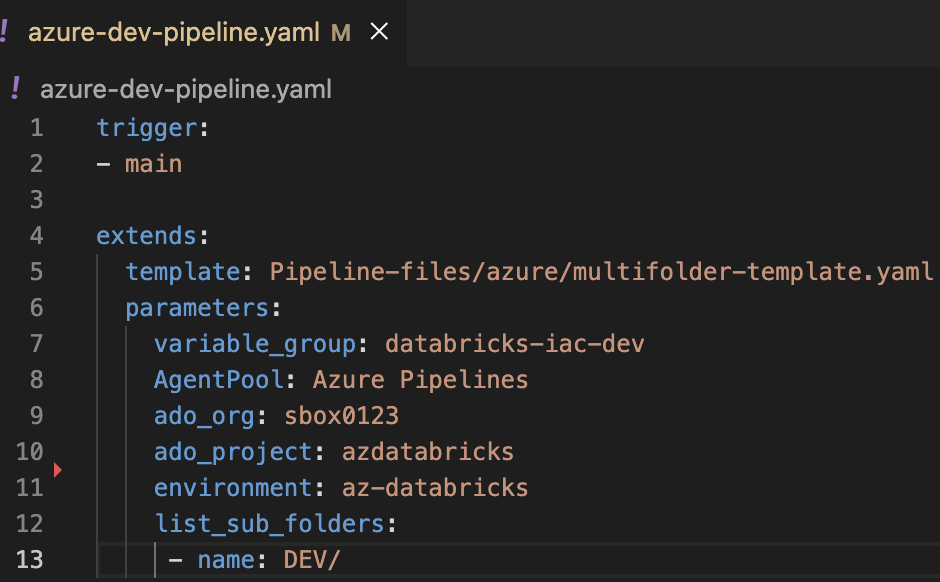 ! azure-dev-pipeline.yaml M ×
! azure-dev-pipeline.yaml
1 trigger:
2 - main
3
4 extends:
5   template: Pipeline-files/azure/multifolder-template.yaml
6   parameters:
7     variable_group: databricks-iac-dev
8     AgentPool: Azure Pipelines
9     ado_org: sbox0123
10     ado_project: azdatabricks
11     environment: az-databricks
12     list_sub_folders:
13      - name: DEV/